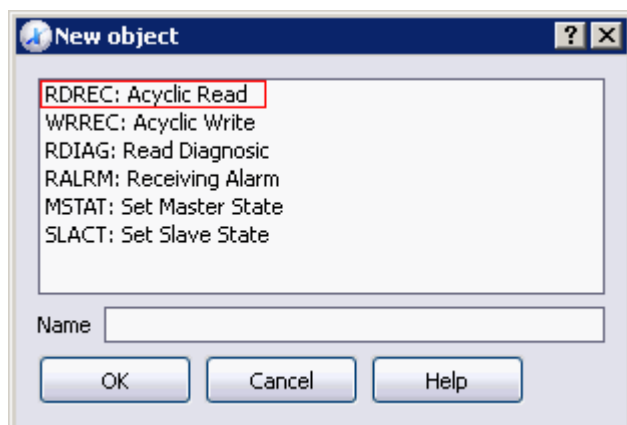 New object
RDREC: Acyclic Read
WRREC: Acyclic Write
RDIAG: Read Diagnosic
RALRM: Receiving Alarm
MSTAT: Set Master State
SLACT: Set Slave State
Name
OK Cancel Help